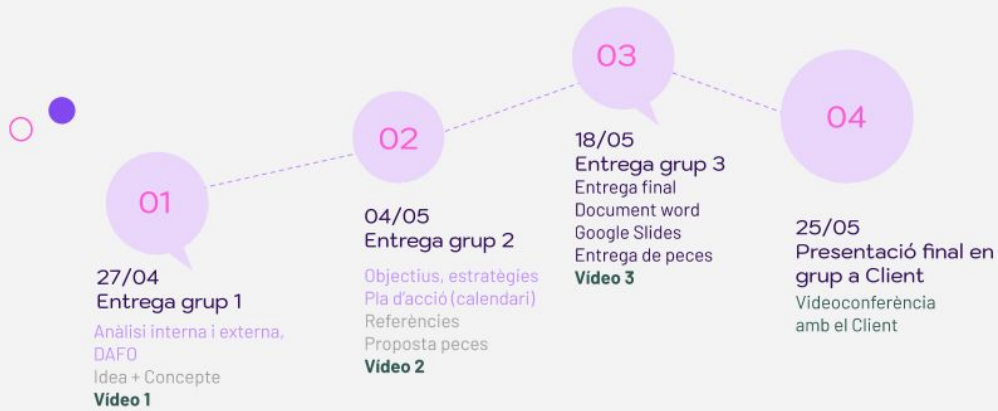 01
27/04
Entrega grup 1
Anàlisi interna i externa,
DAFO
Idea + Concepte
Vídeo 1
02
04/05
Entrega grup 2
Objectius, estratègies
Pla d'acció (calendari)
Referències
Proposta peces
Vídeo 2
03
18/05
Entrega grup 3
Entrega final
Document word
Google Slides
Entrega de peces
Vídeo 3
04
25/05
Presentació final en
grup a Client
Videoconferència
amb el Client